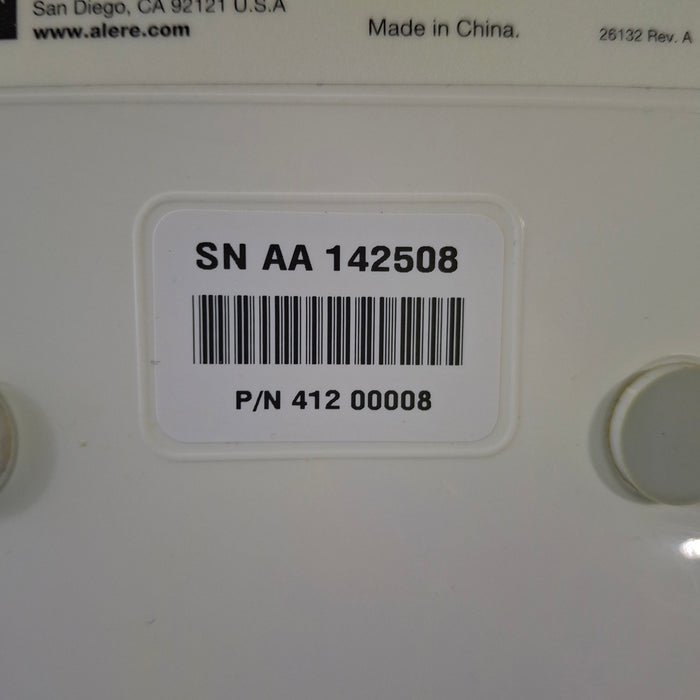 San Diego, CA 92121 U.S.A
www.alere.com
Made in China.
26132 Rev. A
SN AA 142508
P/N 412 00008